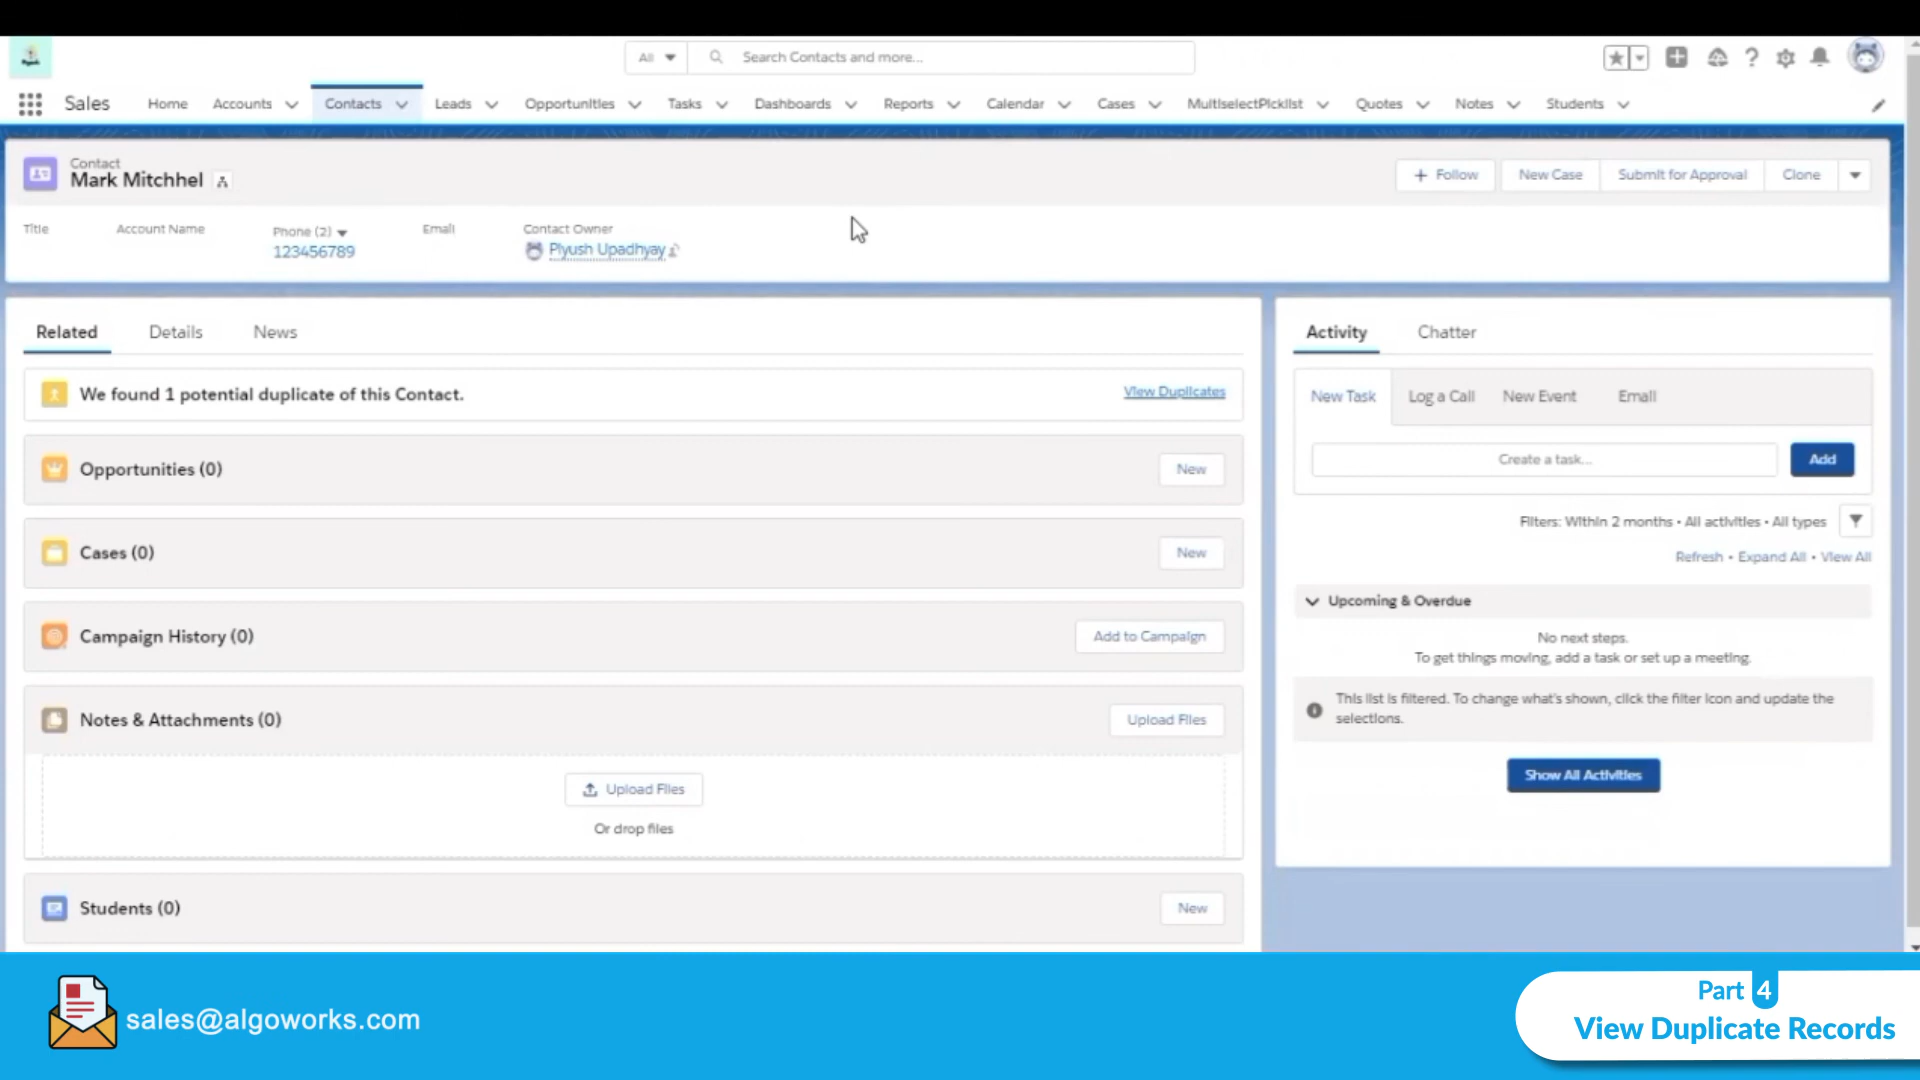 All
Search Contacts and more...
Sales
Home
Accounts
Contacts
Leads
Opportunities
Tasks
Dashboards
Reports
Calendar
Cases
MultiselectPicklist
Quotes
Notes
Students
Contact
Mark Mitchhel
+ Follow
New Case
Submit for Approval
Clone
Title
Account Name
Phone (2)
Email
Contact Owner
123456789
Piyush Upadhyay
Related
Details
News
We found 1 potential duplicate of this Contact.
View Duplicates
Opportunities (0)
New
Cases (0)
New
Campaign History (0)
Add to Campaign
Notes & Attachments (0)
Upload Files
Upload Files
Or drop files
Students (0)
New
Activity
Chatter
New Task
Log a Call
New Event
Email
Create a task...
Add
Filters: Within 2 months • All activities • All types
Refresh • Expand All • View All
Upcoming & Overdue
No next steps.
To get things moving, add a task or set up a meeting.
This list is filtered. To change what's shown, click the filter icon and update the
selections.
Show All Activities
sales@algoworks.com
Part 4
View Duplicate Records